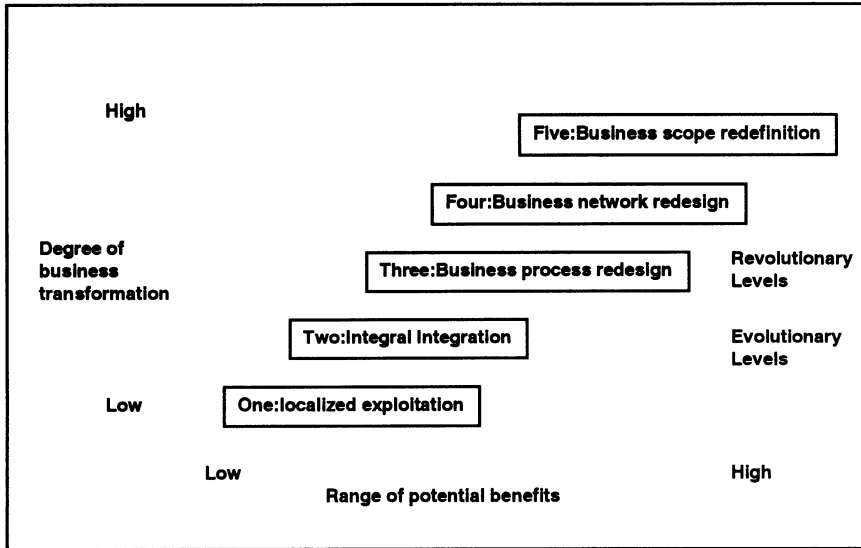 High
Five:Business scope redefinition
Four:Business network redesign
Degree of
business
transformation
Three:Business process redesign
Revolutionary
Levels
Two:Integral Integration
Evolutionary
Levels
Low
One:localized exploitation
Low
High
Range of potential benefits